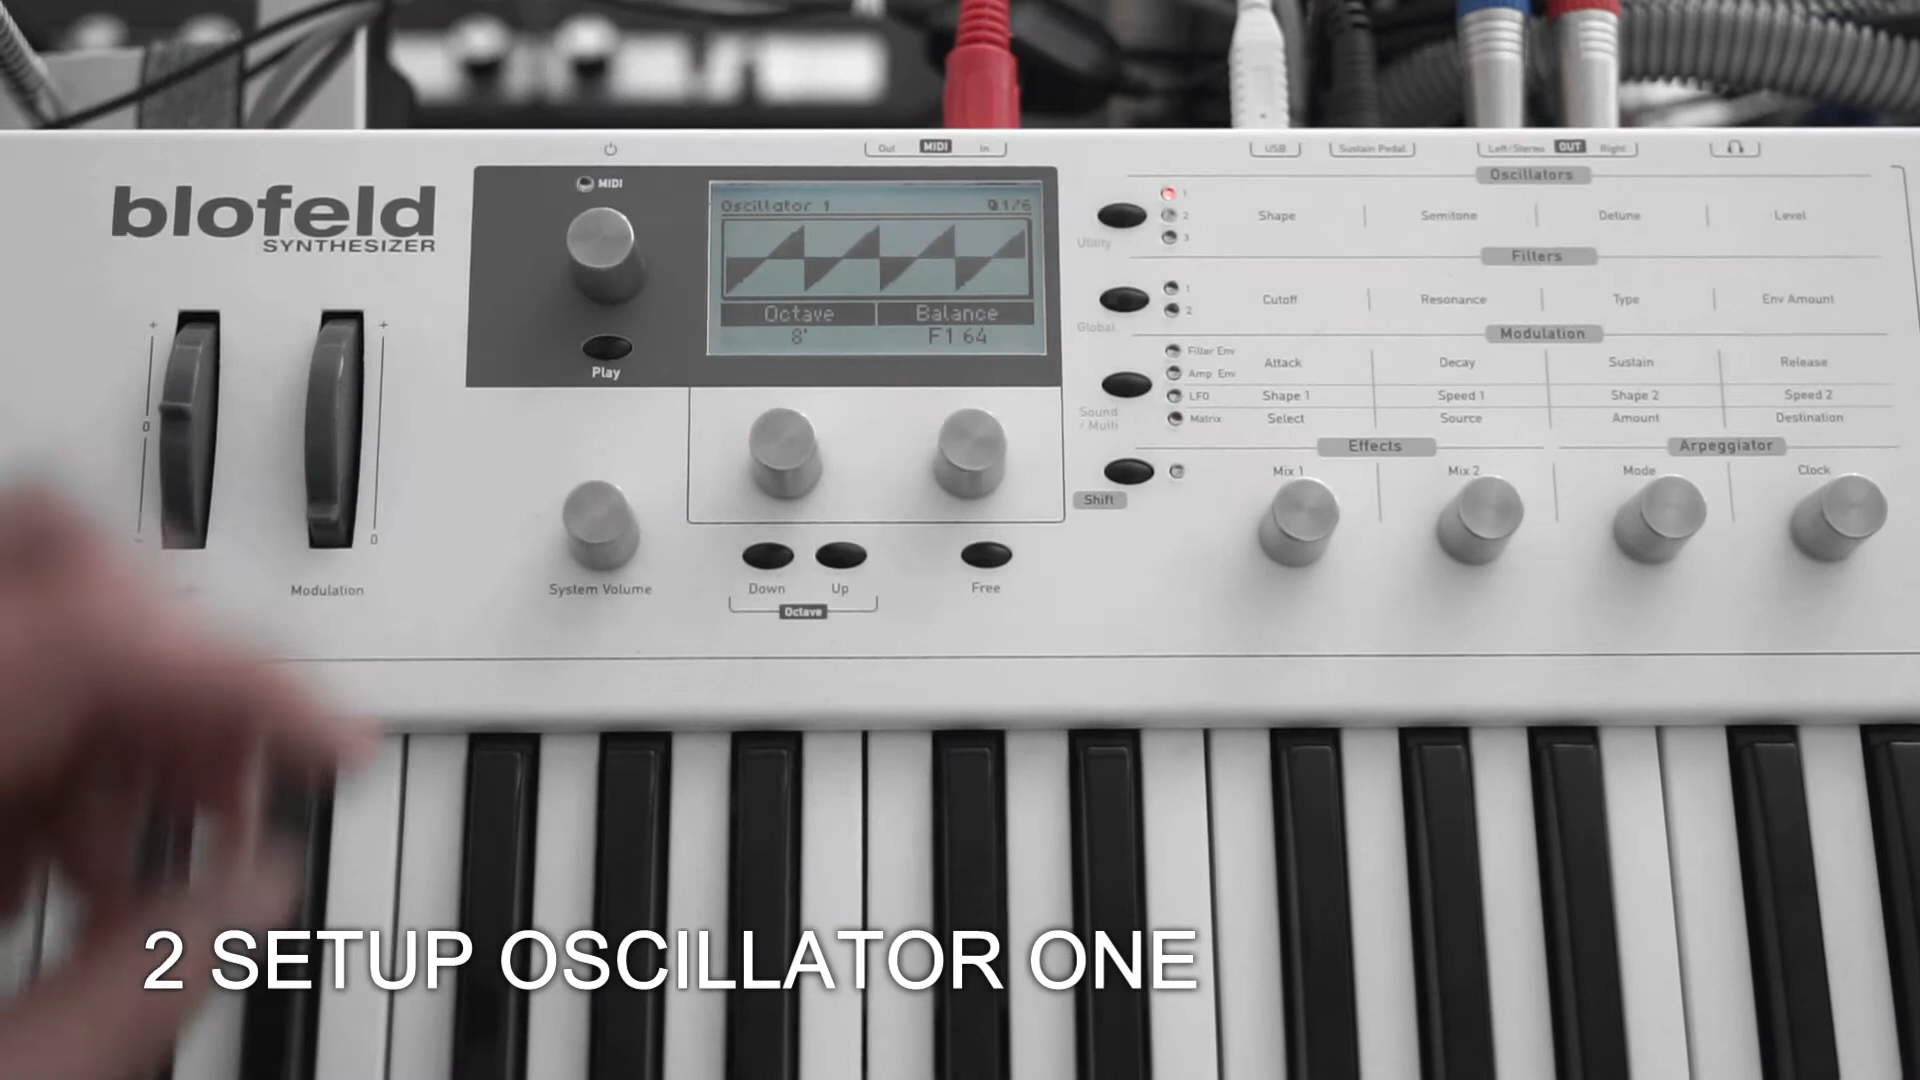 Out MIDI In
USB
Sustain Pedal
Left/Stereo OUT Right
blofeld
SYNTHESIZER
MIDI
Play
Oscillator 1
1/6
Octave Balance
8' F1 64
Oscillators
1
2
3
Utility
Shape Semitone Detune Level
Filters
1
2
Global
Cutoff Resonance Type Env Amount
Modulation
Filter Env Attack Decay Sustain Release
Amp Env
LFO Shape 1 Speed 1 Shape 2 Speed 2
Sound
/ Multi
Matrix Select Source Amount Destination
Effects Arpeggiator
Mix 1 Mix 2 Mode Clock
Shift
+
0
-
+
0
Modulation
System Volume
Down Up
Octave
Free
2 SETUP OSCILLATOR ONE